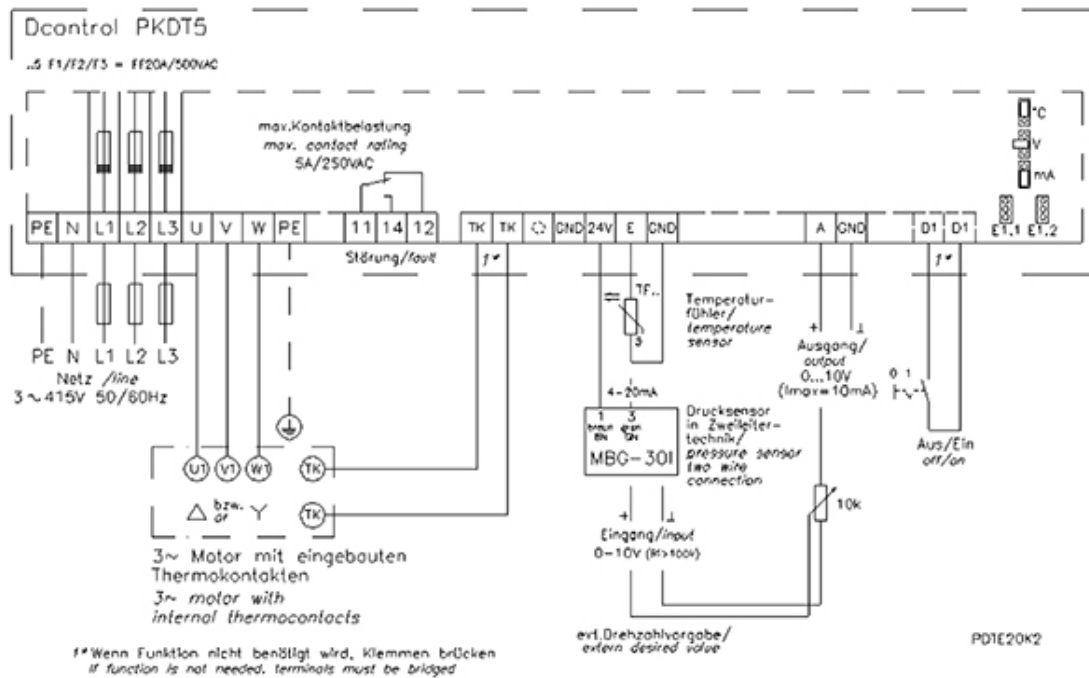 Dcontrol PKDT5
..5 F1/F2/F3 = FF20A/500VAC
max.Kontaktbelastung
max. contact rating
5A/250VAC
°C
V
mA
PE N L1 L2 L3 U V W PE 11 14 12 TK TK GND 24V E GND A GND D1 D1
E1.1 E1.2
Störung/fault
1*
1*
TF..
Temperatur-
fühler/
temperature
sensor
PE N L1 L2 L3
Netz /line
3~415V 50/60Hz
Ausgang/
output
0...10V
(Imax=10mA)
+ ⊥
0 1
Aus/Ein
off/on
4-20mA
1 3
braun grün
BN GN
MBG-30I
Drucksensor
in Zweileiter-
technik/
pressure sensor
two wire
connection
U1 V1 W1 TK
△ bzw. Y TK
or
10k
+ ⊥
Eingang/input
0-10V (Ri>100k)
3~ Motor mit eingebauten
Thermokontakten
3~ motor with
internal thermocontacts
ext.Drehzahlvorgabe/
extern desired value
PDTE20K2
1* Wenn Funktion nicht benötigt wird, Klemmen brücken
If function is not needed, terminals must be bridged